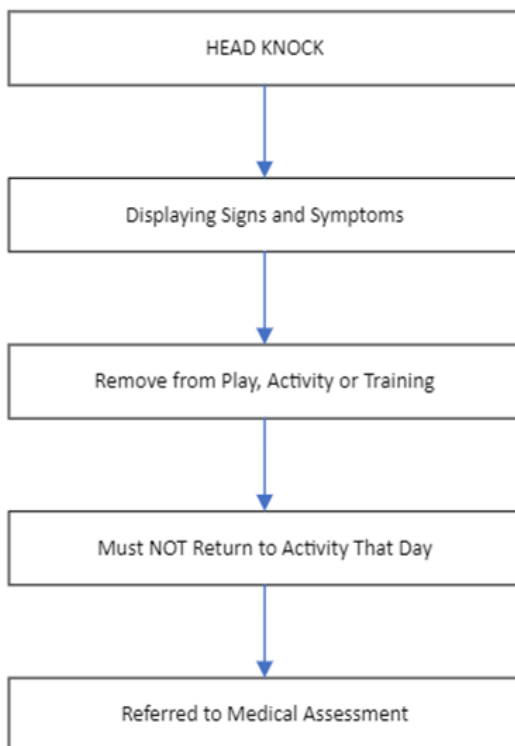 HEAD KNOCK
Displaying Signs and Symptoms
Remove from Play, Activity or Training
Must NOT Return to Activity That Day
Referred to Medical Assessment